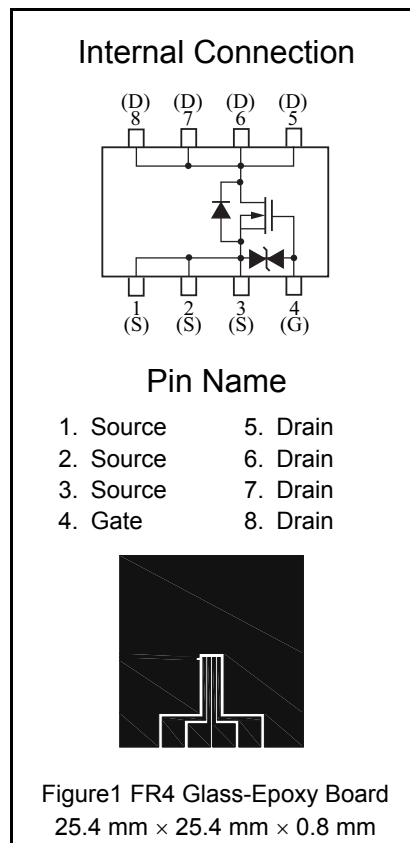 Internal Connection
(D) (D) (D) (D)
8 7 6 5
1 2 3 4
(S) (S) (S) (G)
Pin Name
1. Source 5. Drain
2. Source 6. Drain
3. Source 7. Drain
4. Gate 8. Drain
Figure1 FR4 Glass-Epoxy Board
25.4 mm × 25.4 mm × 0.8 mm